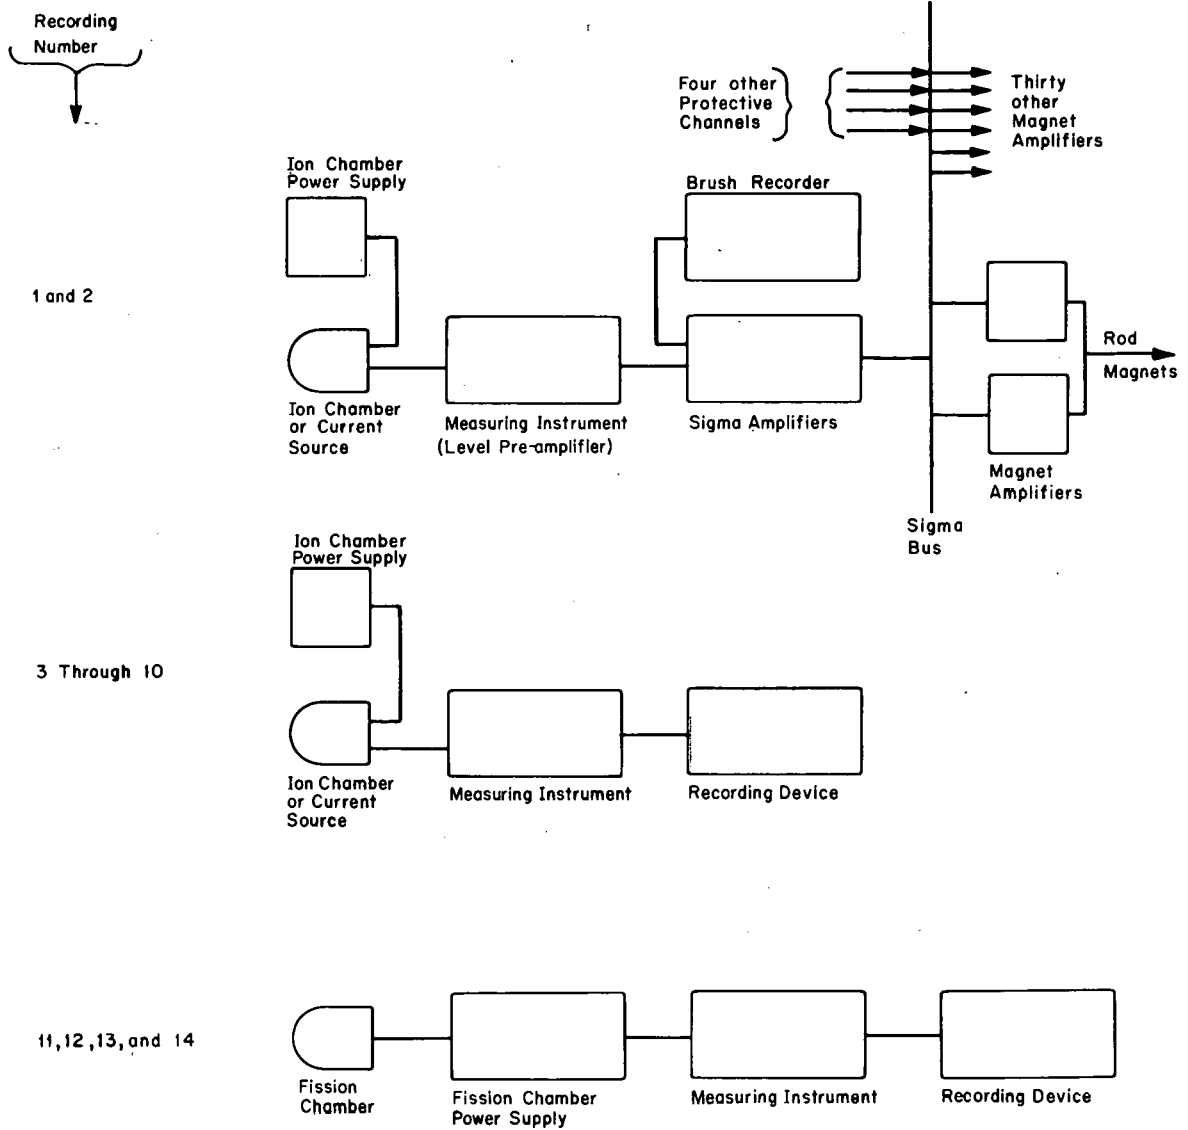 Recording
Number
Four other
Protective
Channels
Thirty
other
Magnet
Amplifiers
Ion Chamber
Power Supply
Brush Recorder
1 and 2
Rod
Magnets
Ion Chamber
or Current
Source
Measuring Instrument
(Level Pre-amplifier)
Sigma Amplifiers
Magnet
Amplifiers
Sigma
Bus
Ion Chamber
Power Supply
3 Through 10
Ion Chamber
or Current
Source
Measuring Instrument
Recording Device
11,12,13, and 14
Fission
Chamber
Fission Chamber
Power Supply
Measuring Instrument
Recording Device